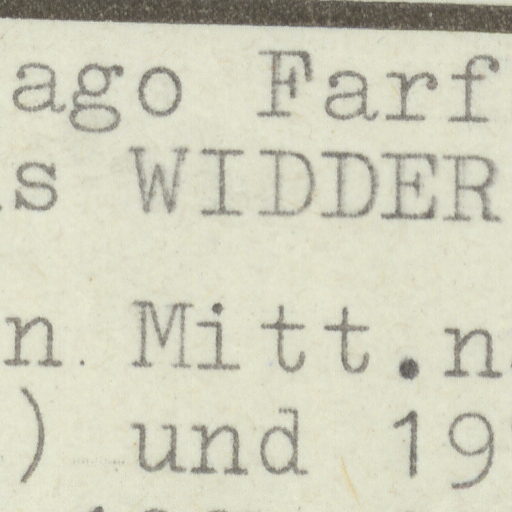 ago Farf
s WIDDER
n Mitt.n
) und 19